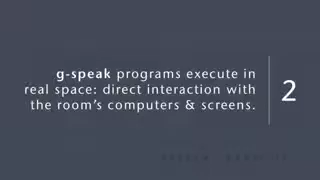 g-speak programs execute in
real space: direct interaction with
the room's computers & screens.
2